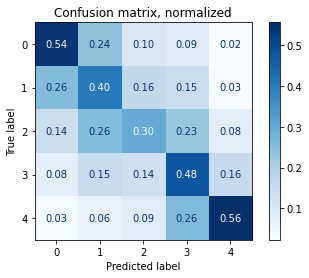 Confusion matrix, normalized
True label
0 0.54 0.24 0.10 0.09 0.02
1 0.26 0.40 0.16 0.15 0.03
2 0.14 0.26 0.30 0.23 0.08
3 0.08 0.15 0.14 0.48 0.16
4 0.03 0.06 0.09 0.26 0.56
0 1 2 3 4
Predicted label
0.5
0.4
0.3
0.2
0.1